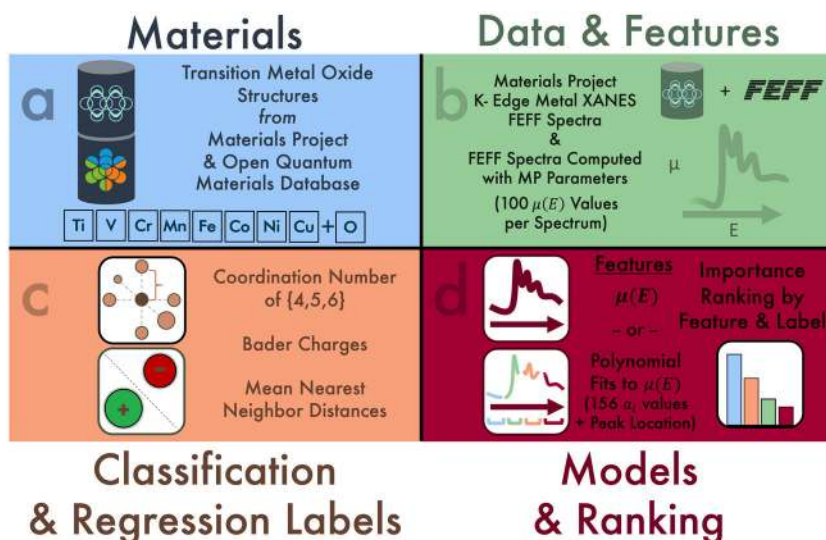 Materials
Data & Features
a
Transition Metal Oxide
Structures
from
Materials Project
& Open Quantum
Materials Database
Ti V Cr Mn Fe Co Ni Cu + O
b
Materials Project
K- Edge Metal XANES
FEFF Spectra
&
FEFF Spectra Computed
with MP Parameters
(100 μ(E) Values
per Spectrum)
+ FEFF
μ
E
c
Coordination Number
of {4,5,6}
Bader Charges
Mean Nearest
Neighbor Distances
+
−
d
Features
μ(E)
– or –
Polynomial
Fits to μ(E)
(156 aᵢ values
+ Peak Location)
Importance
Ranking by
Feature & Label
Classification
& Regression Labels
Models
& Ranking